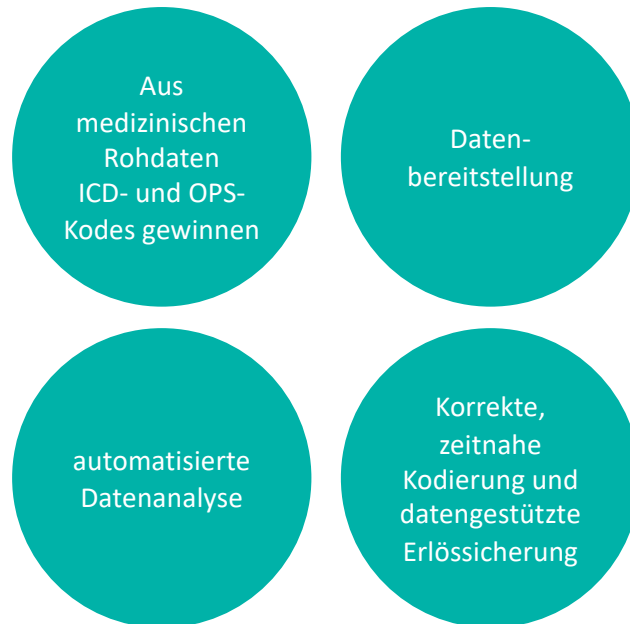 Aus
medizinischen
Rohdaten
ICD- und OPS-
Kodes gewinnen
Daten-
bereitstellung
automatisierte
Datenanalyse
Korrekte,
zeitnahe
Kodierung und
datengestützte
Erlössicherung